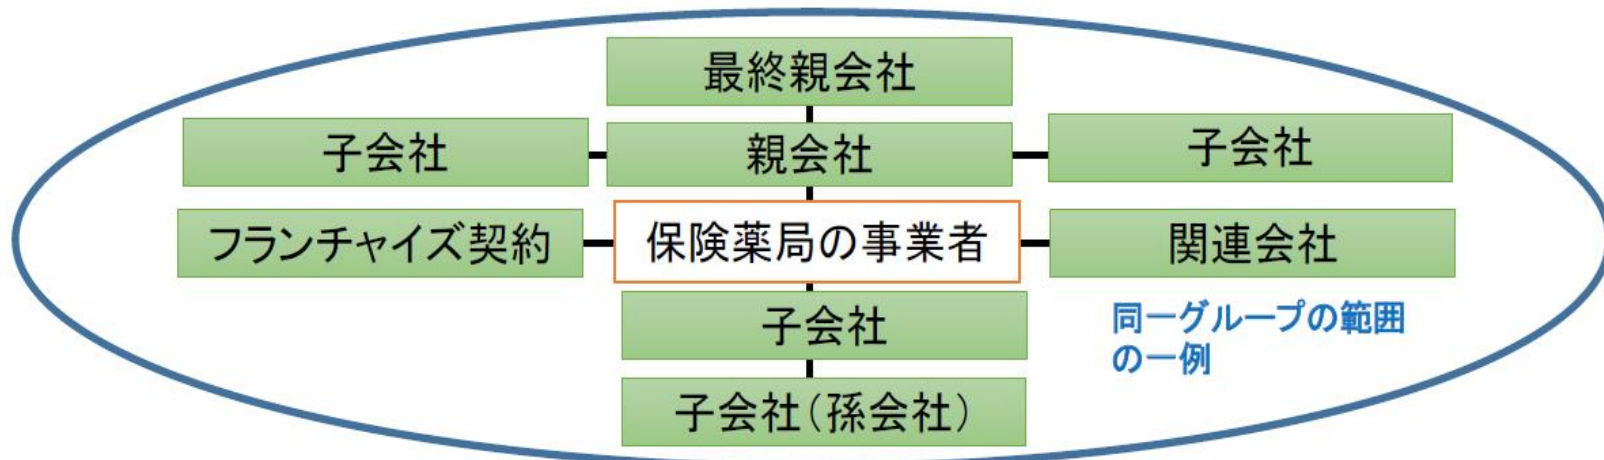 最終親会社
子会社
親会社
子会社
フランチャイズ契約
保険薬局の事業者
関連会社
子会社
同一グループの範囲
の一例
子会社(孫会社)